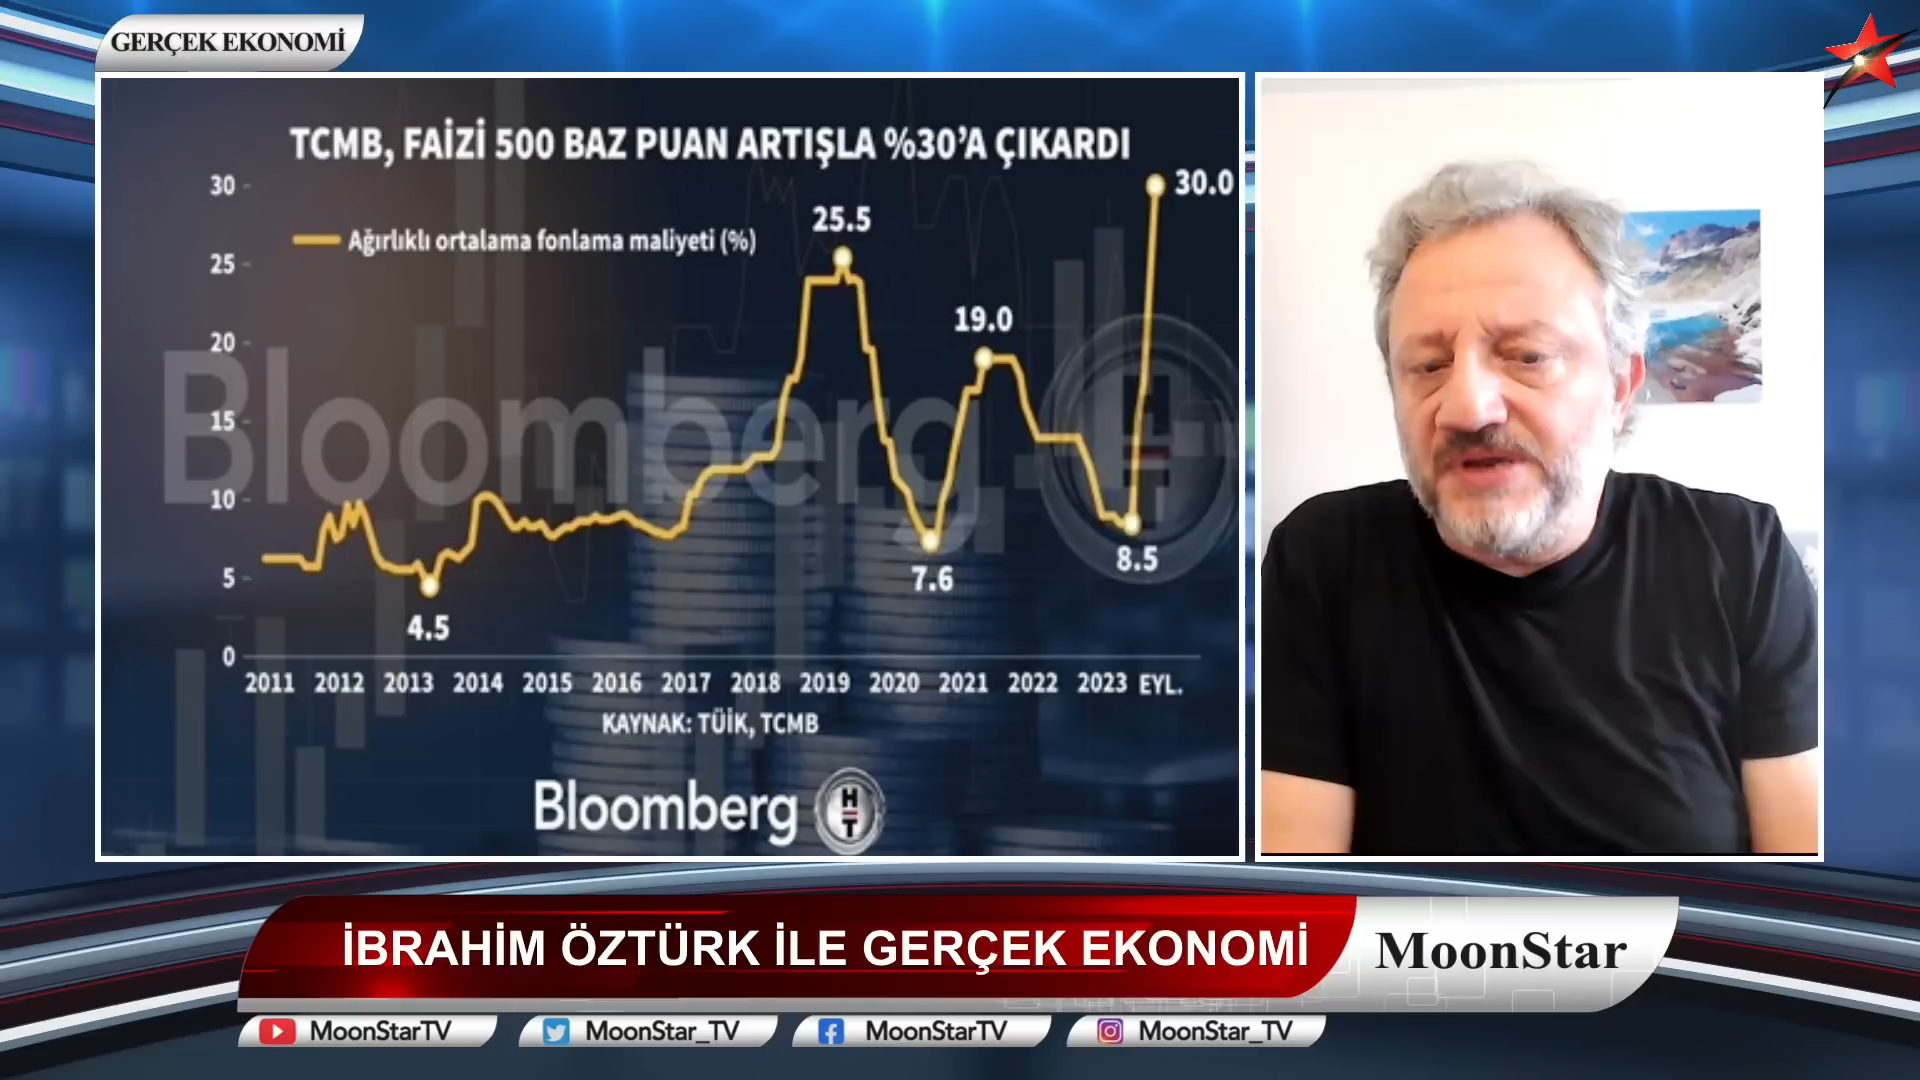 GERÇEK EKONOMİ
TCMB, FAİZİ 500 BAZ PUAN ARTIŞLA %30'A ÇIKARDI
Ağırlıklı ortalama fonlama maliyeti (%)
30
25
20
15
10
5
0
4.5
25.5
7.6
19.0
8.5
30.0
2011 2012 2013 2014 2015 2016 2017 2018 2019 2020 2021 2022 2023 EYL.
KAYNAK: TÜİK, TCMB
Bloomberg HT
Bloomberg HT
İBRAHİM ÖZTÜRK İLE GERÇEK EKONOMİ
MoonStar
MoonStarTV
MoonStar_TV
MoonStarTV
MoonStar_TV